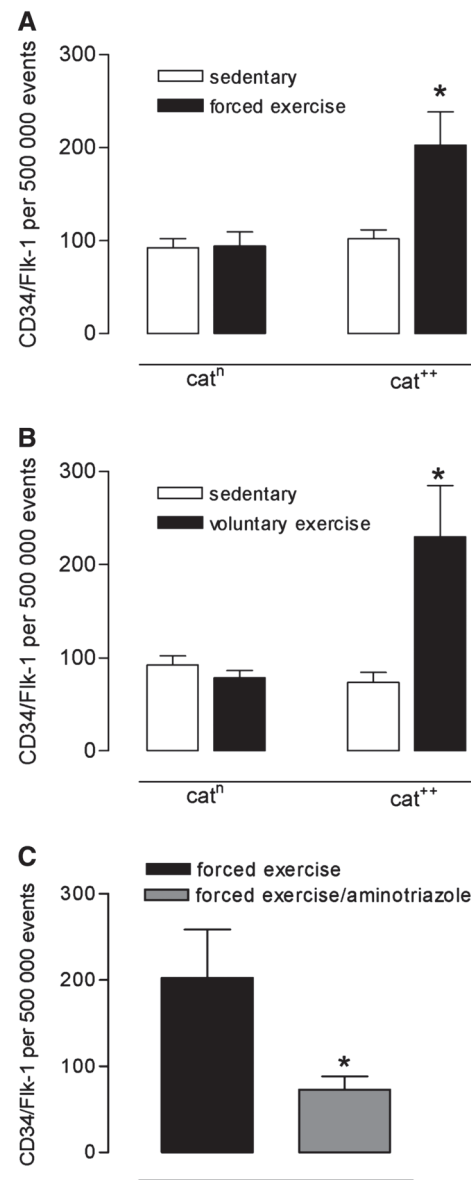 A
CD34/Flk-1 per 500 000 events
300
200
100
0
sedentary
forced exercise
*
catⁿ
cat⁺⁺
B
CD34/Flk-1 per 500 000 events
300
200
100
0
sedentary
voluntary exercise
*
catⁿ
cat⁺⁺
C
CD34/Flk-1 per 500 000 events
forced exercise
forced exercise/aminotriazole
300
200
100
0
*